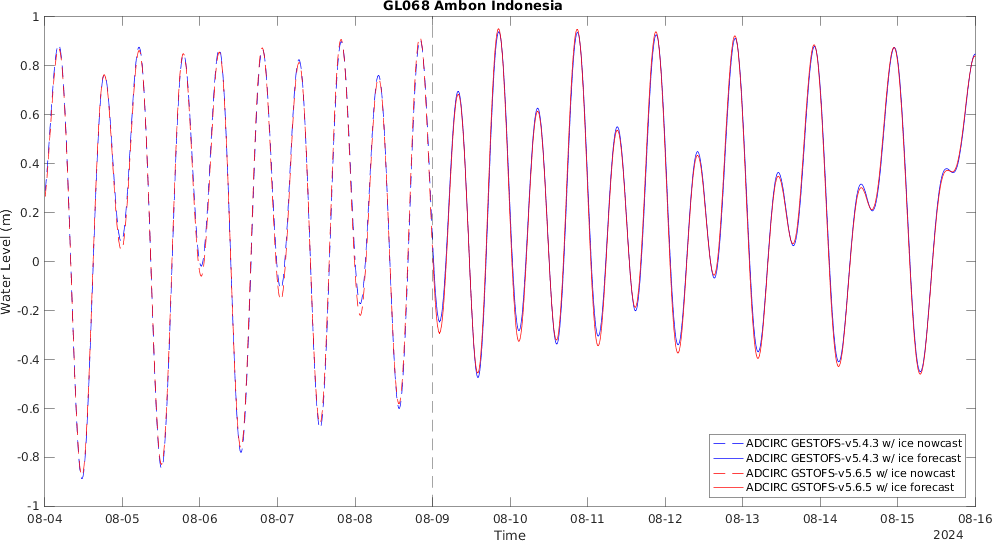 GL068 Ambon Indonesia
1
0.8
0.6
0.4
0.2
0
-0.2
-0.4
-0.6
-0.8
-1
Water Level (m)
ADCIRC GESTOFS-v5.4.3 w/ ice nowcast
ADCIRC GESTOFS-v5.4.3 w/ ice forecast
ADCIRC GSTOFS-v5.6.5 w/ ice nowcast
ADCIRC GSTOFS-v5.6.5 w/ ice forecast
08-04 08-05 08-06 08-07 08-08 08-09 08-10 08-11 08-12 08-13 08-14 08-15 08-16
Time
2024